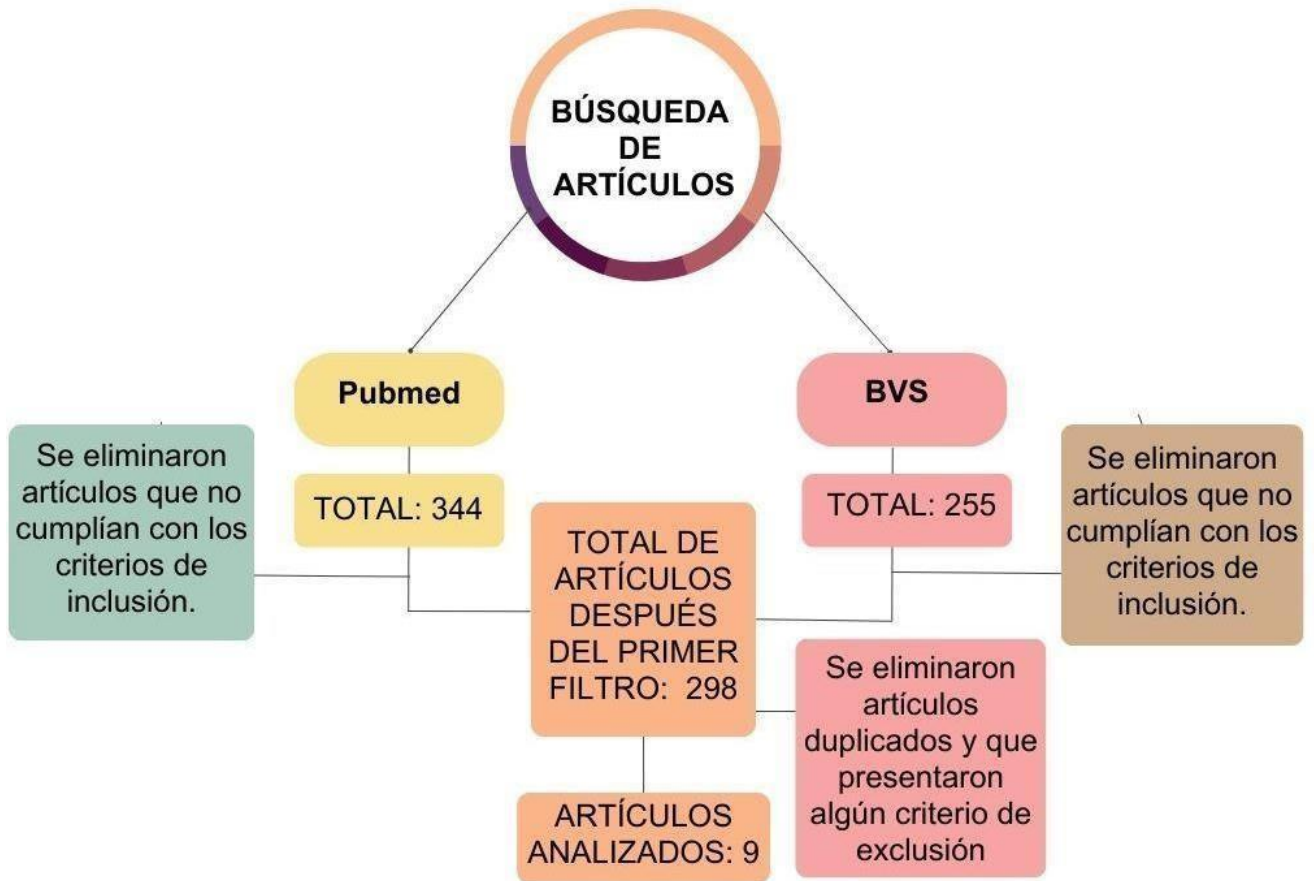 BÚSQUEDA
DE
ARTÍCULOS
Pubmed
BVS
Se eliminaron
artículos que no
cumplían con los
criterios de
inclusión.
TOTAL: 344
TOTAL: 255
Se eliminaron
artículos que no
cumplían con los
criterios de
inclusión.
TOTAL DE
ARTÍCULOS
DESPUÉS
DEL PRIMER
FILTRO: 298
Se eliminaron
artículos
duplicados y que
presentaron
algún criterio de
exclusión
ARTÍCULOS
ANALIZADOS: 9